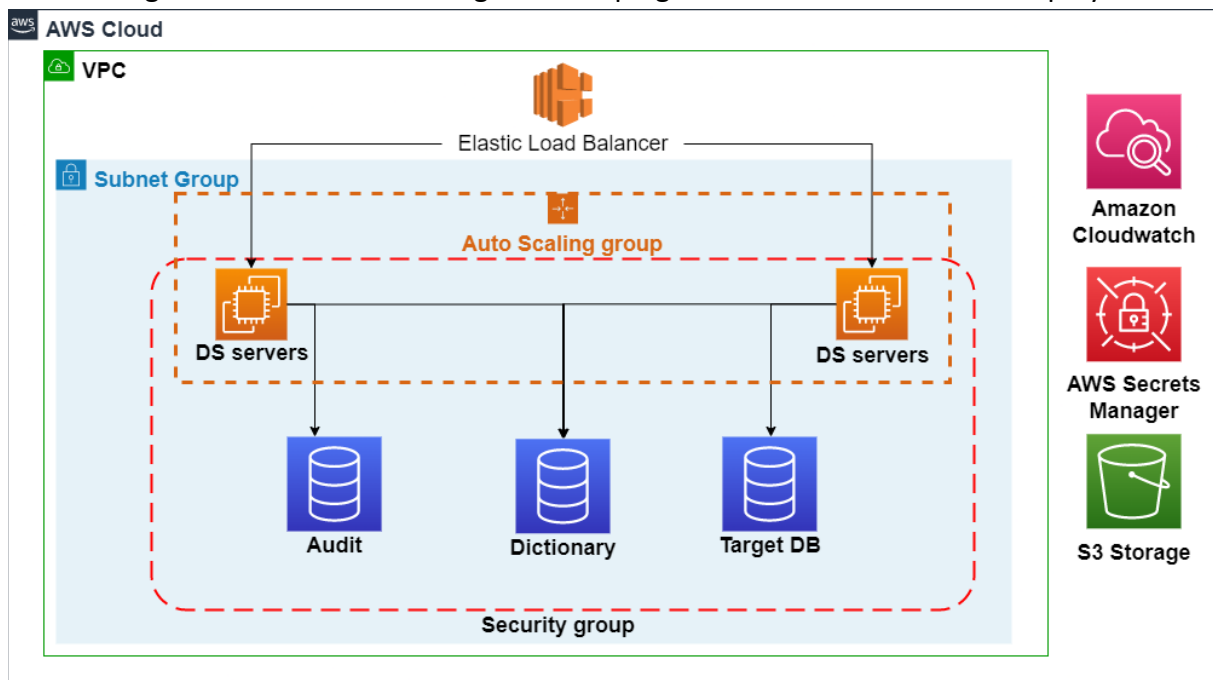 aws
AWS Cloud
VPC
Elastic Load Balancer
Subnet Group
Auto Scaling group
DS servers
DS servers
Audit
Dictionary
Target DB
Security group
Amazon
Cloudwatch
AWS Secrets
Manager
S3 Storage